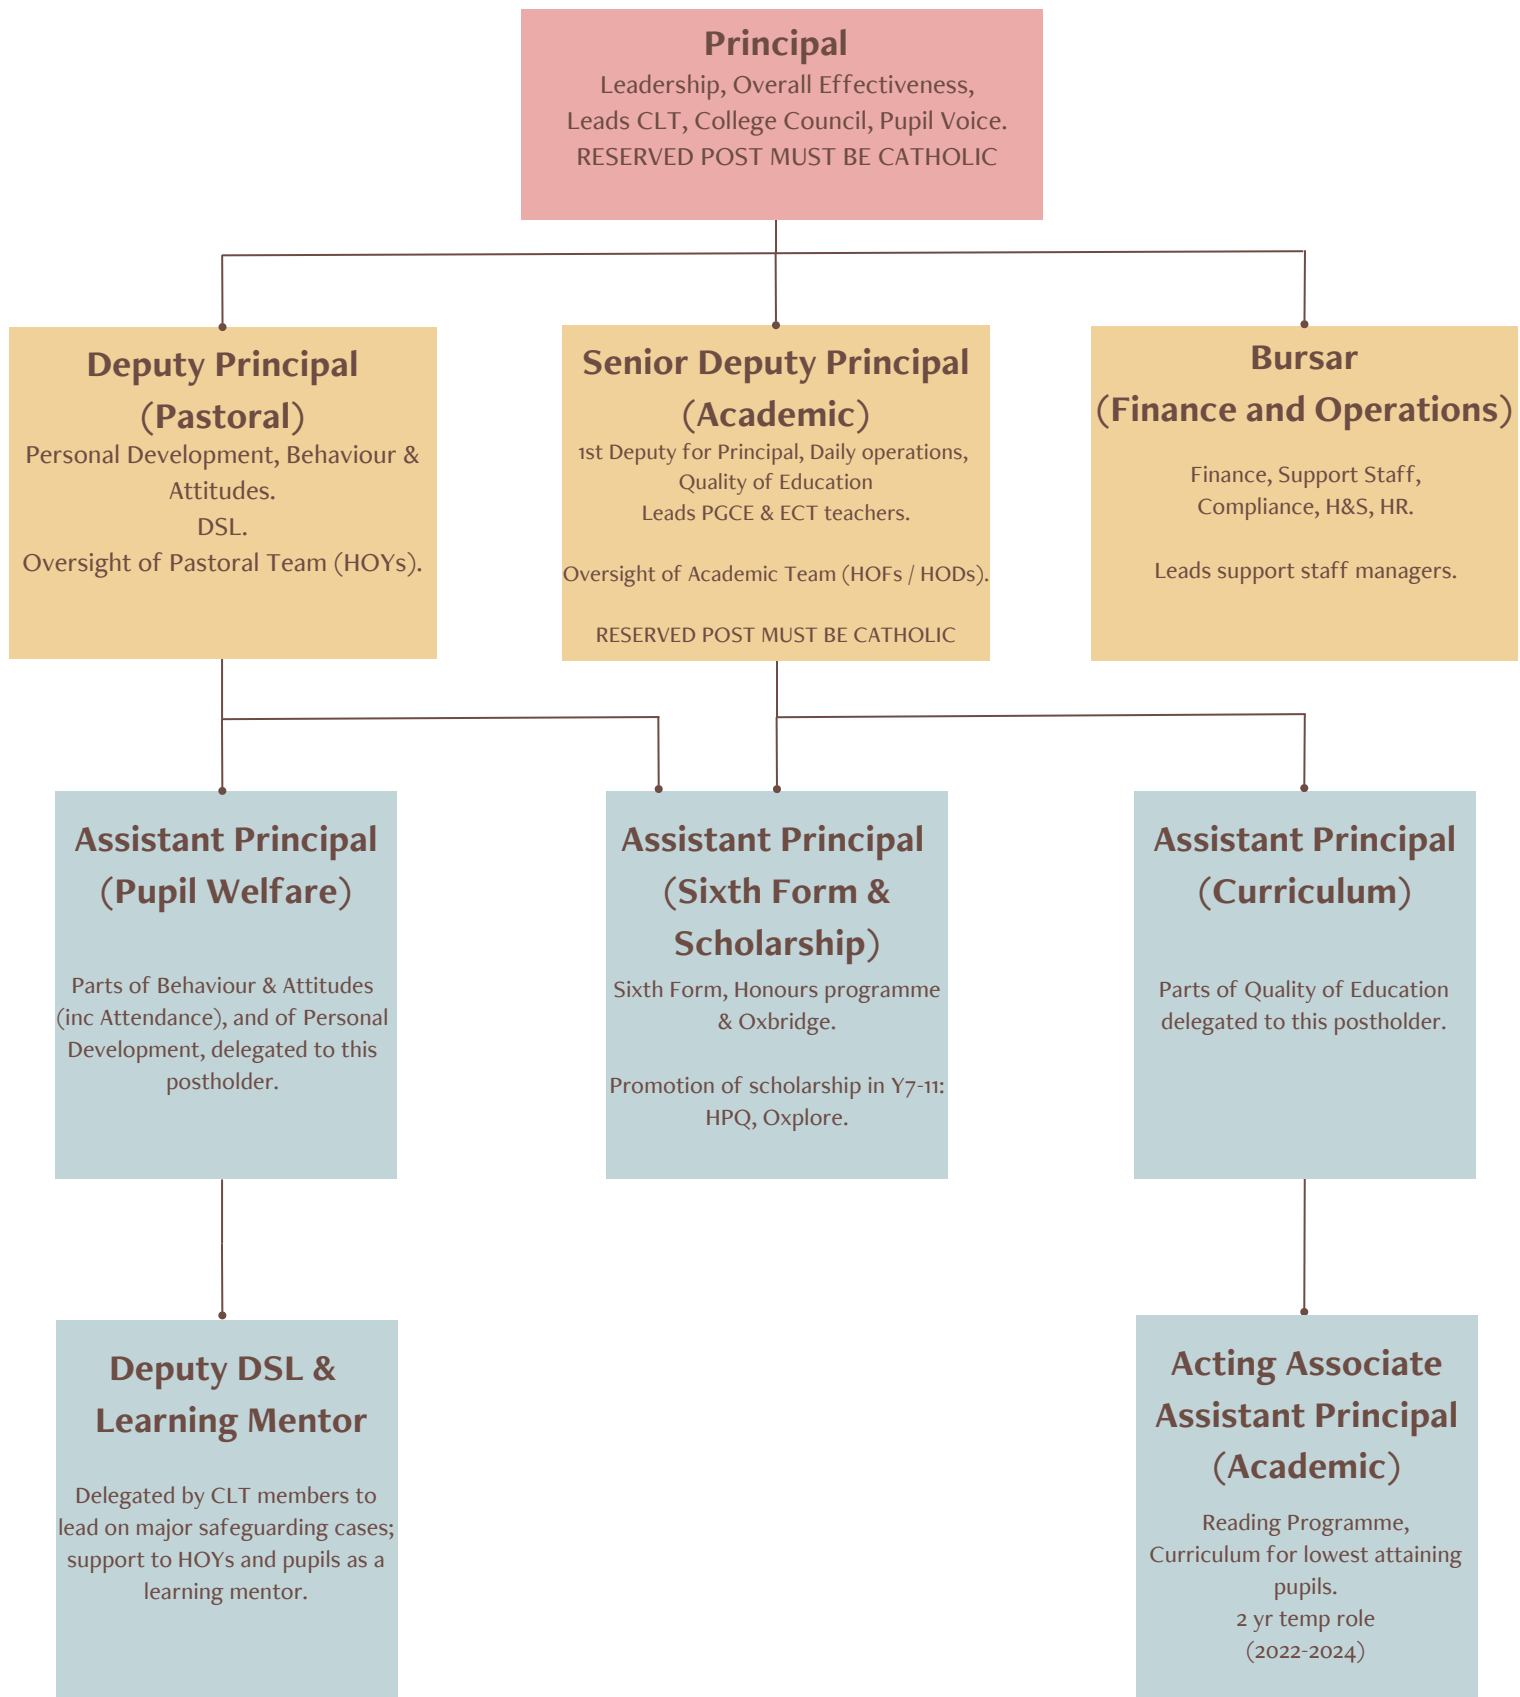 Principal
Leadership, Overall Effectiveness,
Leads CLT, College Council, Pupil Voice.
RESERVED POST MUST BE CATHOLIC
Deputy Principal
(Pastoral)
Personal Development, Behaviour &
Attitudes.
DSL.
Oversight of Pastoral Team (HOYs).
Senior Deputy Principal
(Academic)
1st Deputy for Principal, Daily operations,
Quality of Education
Leads PGCE & ECT teachers.
Oversight of Academic Team (HOFs / HODs).
RESERVED POST MUST BE CATHOLIC
Bursar
(Finance and Operations)
Finance, Support Staff,
Compliance, H&S, HR.
Leads support staff managers.
Assistant Principal
(Pupil Welfare)
Parts of Behaviour & Attitudes
(inc Attendance), and of Personal
Development, delegated to this
postholder.
Assistant Principal
(Sixth Form &
Scholarship)
Sixth Form, Honours programme
& Oxbridge.
Promotion of scholarship in Y7-11:
HPQ, Oxplore.
Assistant Principal
(Curriculum)
Parts of Quality of Education
delegated to this postholder.
Deputy DSL &
Learning Mentor
Delegated by CLT members to
lead on major safeguarding cases;
support to HOYs and pupils as a
learning mentor.
Acting Associate
Assistant Principal
(Academic)
Reading Programme,
Curriculum for lowest attaining
pupils.
2 yr temp role
(2022-2024)